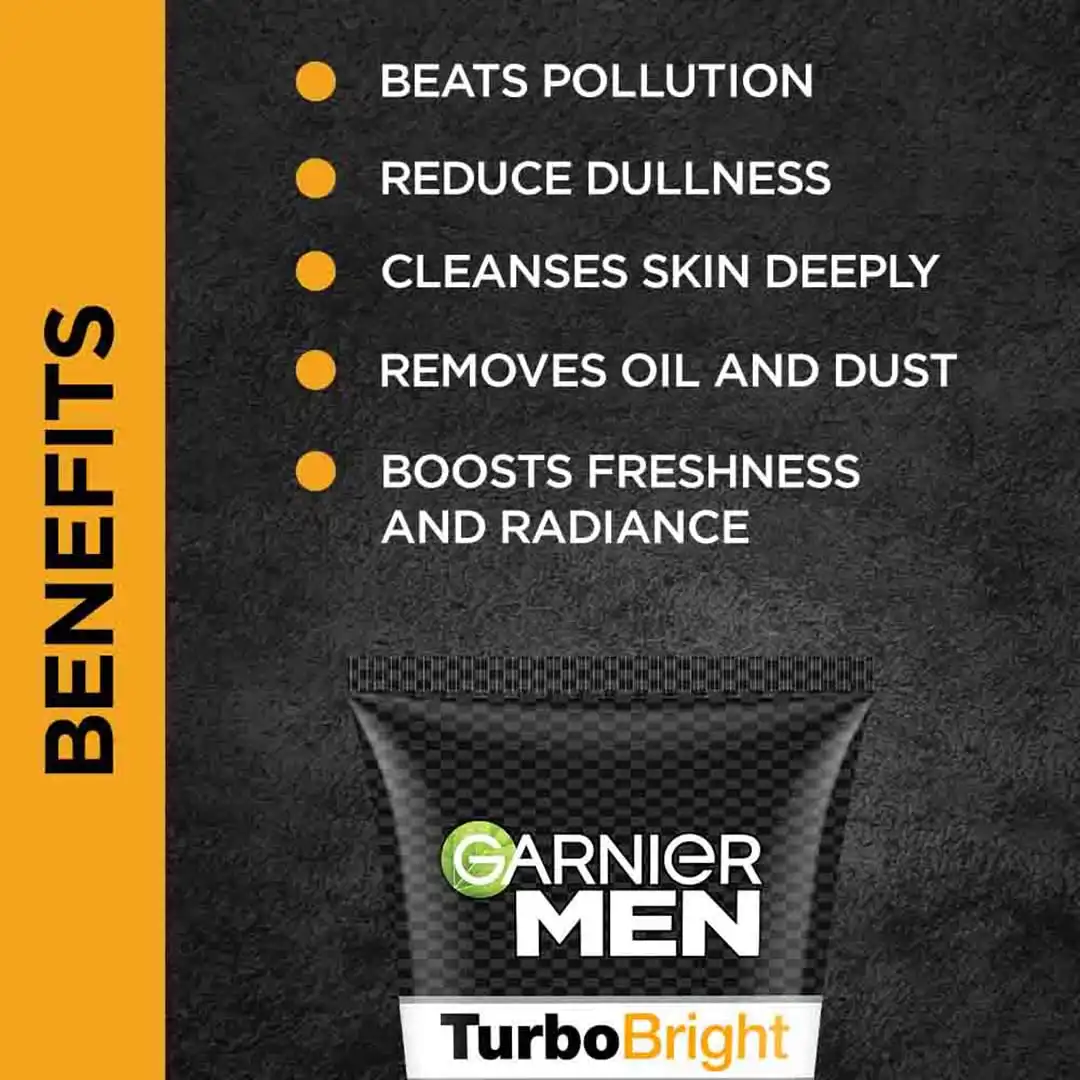 BENEFITS
BEATS POLLUTION
REDUCE DULLNESS
CLEANSES SKIN DEEPLY
REMOVES OIL AND DUST
BOOSTS FRESHNESS
AND RADIANCE
GARNIER
MEN
TurboBright